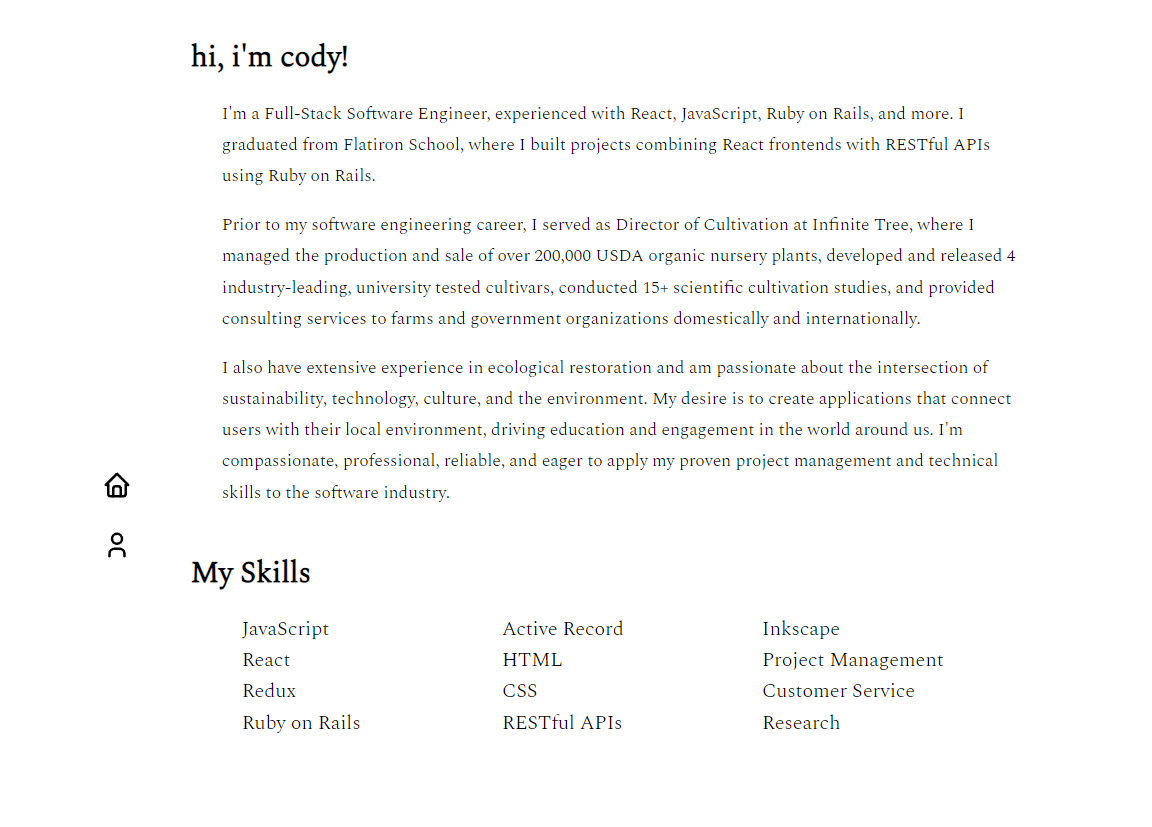 hi, i'm cody!
I'm a Full-Stack Software Engineer, experienced with React, JavaScript, Ruby on Rails, and more. I
graduated from Flatiron School, where I built projects combining React frontends with RESTful APIs
using Ruby on Rails.
Prior to my software engineering career, I served as Director of Cultivation at Infinite Tree, where I
managed the production and sale of over 200,000 USDA organic nursery plants, developed and released 4
industry-leading, university tested cultivars, conducted 15+ scientific cultivation studies, and provided
consulting services to farms and government organizations domestically and internationally.
I also have extensive experience in ecological restoration and am passionate about the intersection of
sustainability, technology, culture, and the environment. My desire is to create applications that connect
users with their local environment, driving education and engagement in the world around us. I'm
compassionate, professional, reliable, and eager to apply my proven project management and technical
skills to the software industry.
My Skills
JavaScript
React
Redux
Ruby on Rails
Active Record
HTML
CSS
RESTful APIs
Inkscape
Project Management
Customer Service
Research